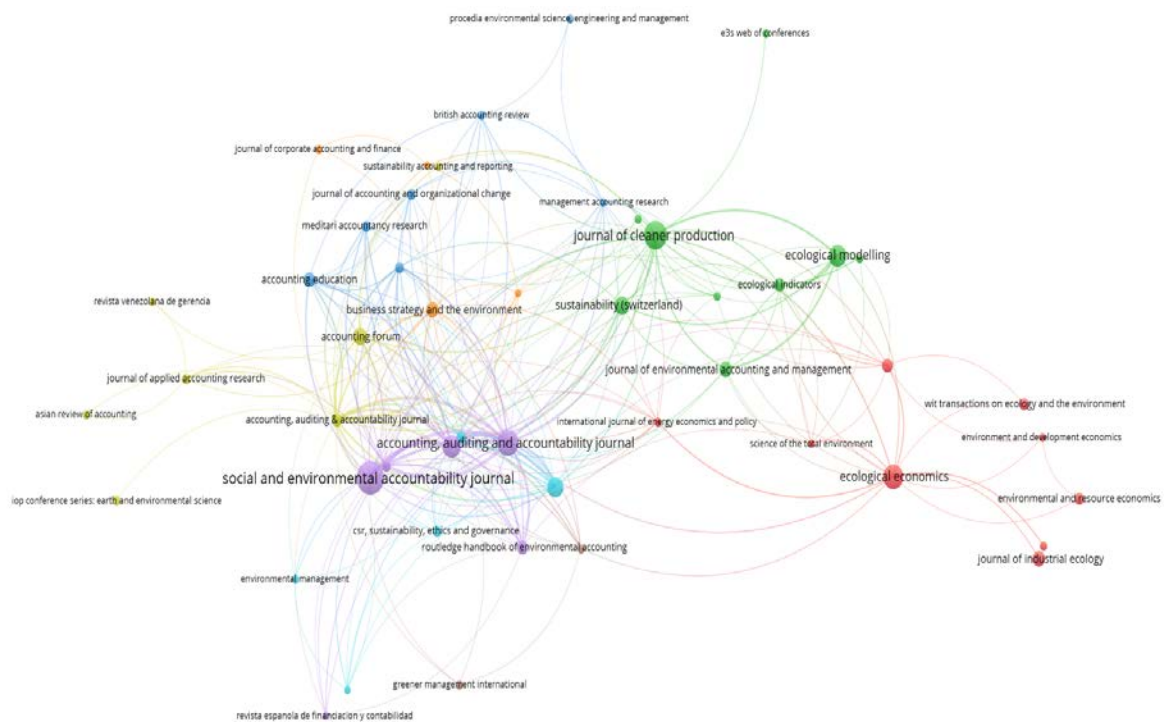 procedia environmental science, engineering and management
e3s web of conferences
british accounting review
journal of corporate accounting and finance
sustainability accounting and reporting
journal of accounting and organizational change
management accounting research
meditari accountancy research
journal of cleaner production
ecological modelling
accounting education
ecological indicators
revista venezolana de gerencia
business strategy and the environment
sustainability (switzerland)
accounting forum
journal of applied accounting research
journal of environmental accounting and management
wit transactions on ecology and the environment
asian review of accounting
accounting, auditing & accountability journal
international journal of energy economics and policy
accounting, auditing and accountability journal
science of the total environment
environment and development economics
social and environmental accountability journal
ecological economics
iop conference series: earth and environmental science
environmental and resource economics
csr, sustainability, ethics and governance
routledge handbook of environmental accounting
journal of industrial ecology
environmental management
greener management international
revista espanola de financiacion y contabilidad